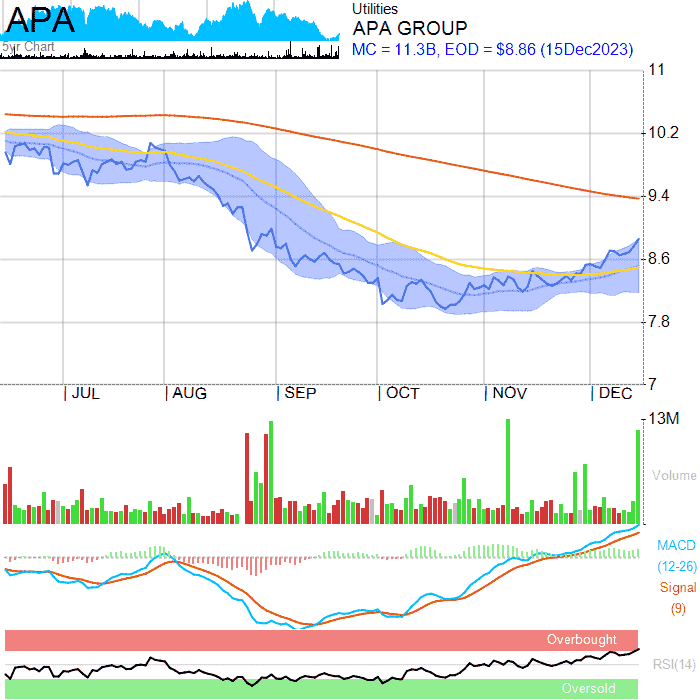 APA
5yr Chart
Utilities
APA GROUP
MC = 11.3B, EOD = $8.86 (15Dec2023)
11
10.2
9.4
8.6
7.8
7
| JUL | AUG | SEP | OCT | NOV | DEC
13M
Volume
MACD
(12-26)
Signal
(9)
Overbought
RSI(14)
Oversold